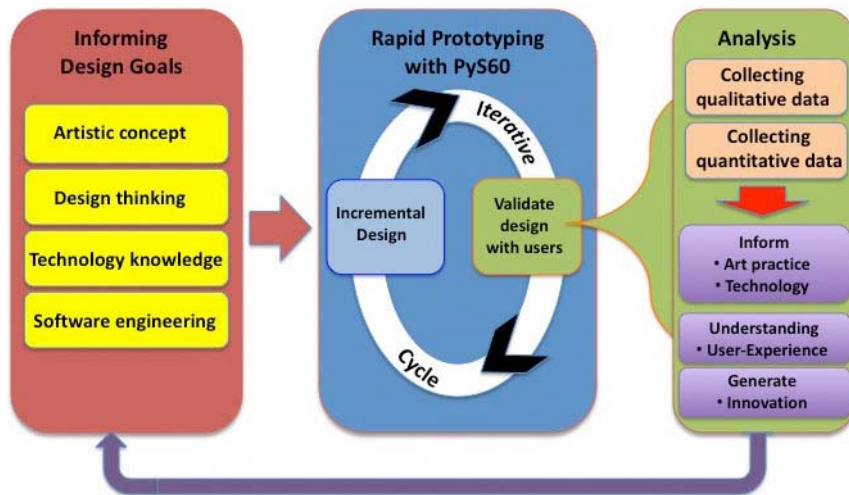 Informing
Design Goals
Artistic concept
Design thinking
Technology knowledge
Software engineering
Rapid Prototyping
with PyS60
Iterative
Incremental
Design
Validate
design
with users
Cycle
Analysis
Collecting
qualitative data
Collecting
quantitative data
Inform
• Art practice
• Technology
Understanding
• User-Experience
Generate
• Innovation